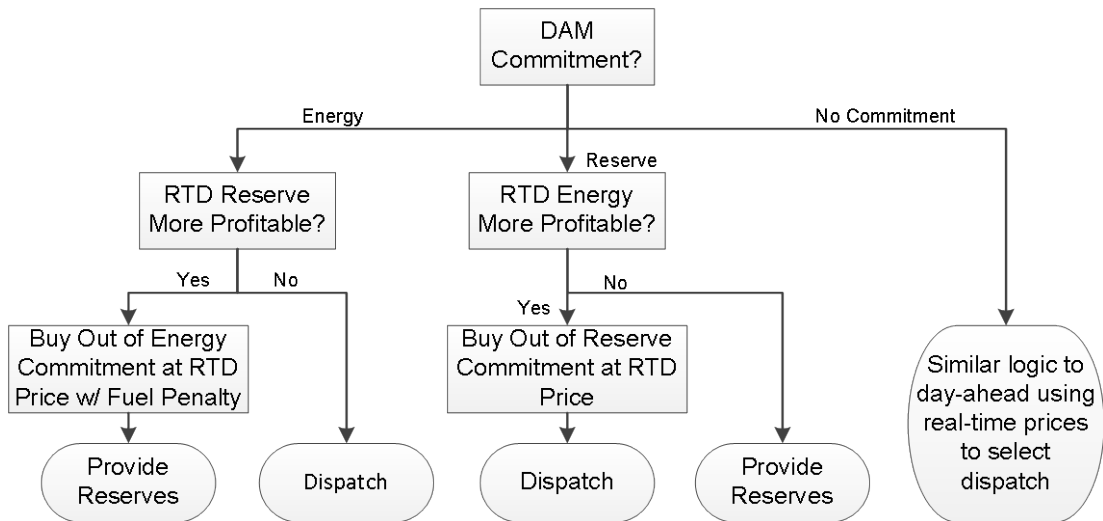 DAM
Commitment?
Energy
No Commitment
Reserve
RTD Reserve
More Profitable?
RTD Energy
More Profitable?
Yes
No
Yes
No
Buy Out of Energy
Commitment at RTD
Price w/ Fuel Penalty
Buy Out of Reserve
Commitment at RTD
Price
Similar logic to
day-ahead using
real-time prices
to select
dispatch
Provide
Reserves
Dispatch
Dispatch
Provide
Reserves